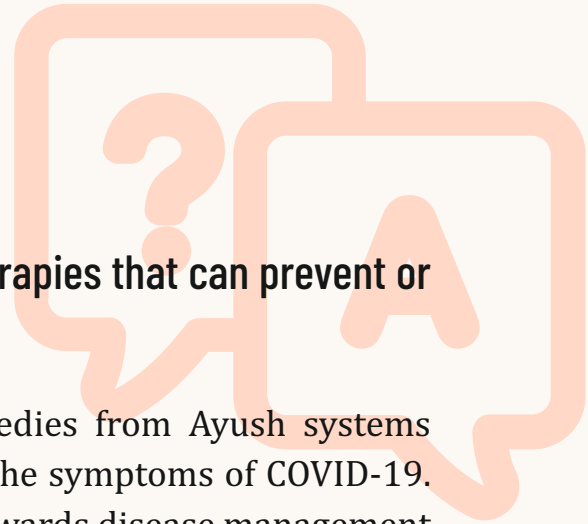 ?
A
rapies that can prevent or
edies from Ayush systems
he symptoms of COVID-19.
wards disease management